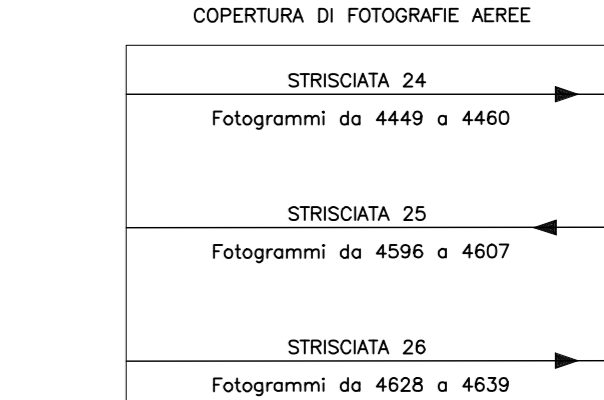 COPERTURA DI FOTOGRAFIE AEREE
STRISCIATA 24
Fotogrammi da 4449 a 4460
STRISCIATA 25
Fotogrammi da 4596 a 4607
STRISCIATA 26
Fotogrammi da 4628 a 4639